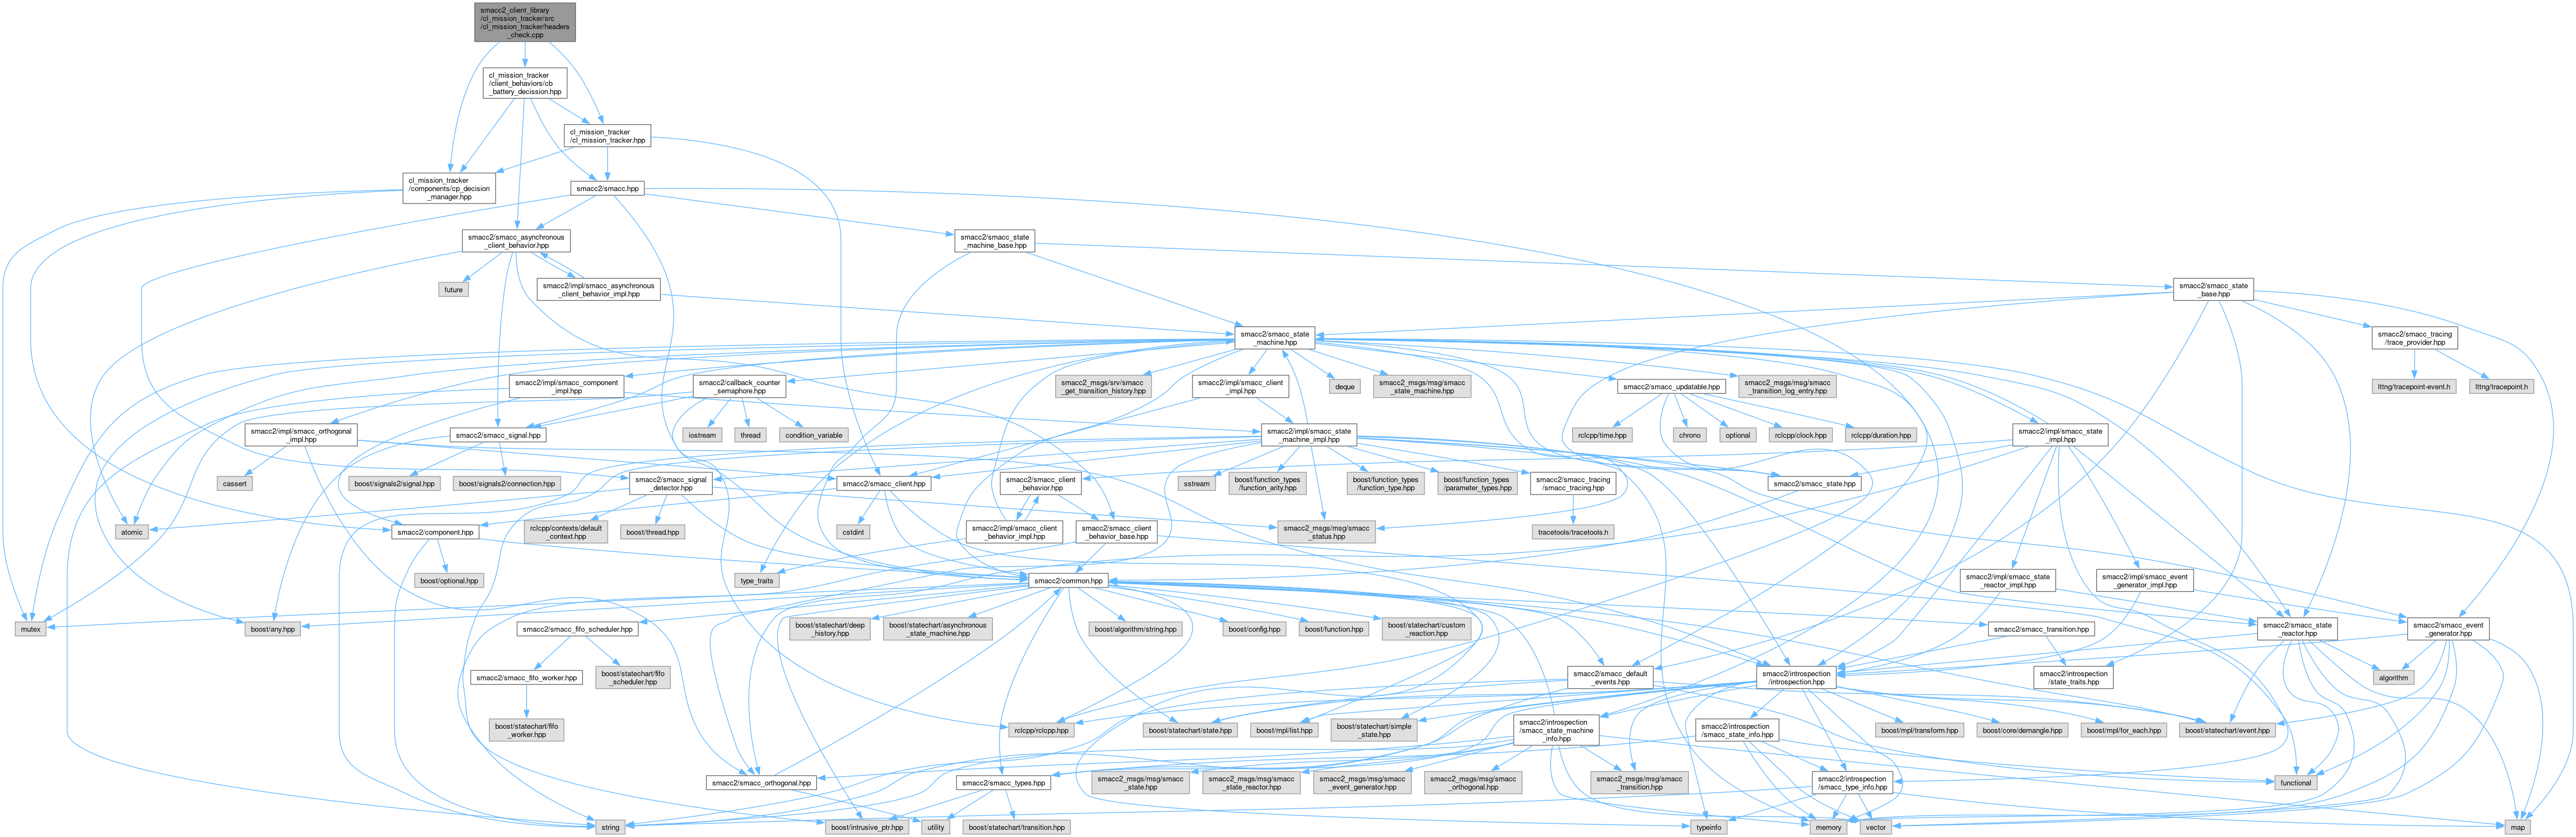 smacc2_client_library
/cl_mission_tracker/src
/cl_mission_tracker/headers
_check.cpp
cl_mission_tracker
/client_behaviors/cb
_battery_decission.hpp
cl_mission_tracker
/cl_mission_tracker.hpp
cl_mission_tracker
/components/cp_decision
_manager.hpp
smacc2/smacc.hpp
smacc2/smacc_asynchronous
_client_behavior.hpp
smacc2/smacc_state
_machine_base.hpp
future
smacc2/impl/smacc_asynchronous
_client_behavior_impl.hpp
smacc2/smacc_state
_base.hpp
smacc2/smacc_state
_machine.hpp
smacc2/smacc_tracing
/trace_provider.hpp
smacc2/impl/smacc_component
_impl.hpp
smacc2/callback_counter
_semaphore.hpp
smacc2_msgs/srv/smacc
_get_transition_history.hpp
smacc2/impl/smacc_client
_impl.hpp
deque
smacc2_msgs/msg/smacc
_state_machine.hpp
smacc2/smacc_updatable.hpp
smacc2_msgs/msg/smacc
_transition_log_entry.hpp
lttng/tracepoint-event.h
lttng/tracepoint.h
smacc2/impl/smacc_orthogonal
_impl.hpp
smacc2/smacc_signal.hpp
iostream
thread
condition_variable
smacc2/impl/smacc_state
_machine_impl.hpp
rclcpp/time.hpp
chrono
optional
rclcpp/clock.hpp
rclcpp/duration.hpp
smacc2/impl/smacc_state
_impl.hpp
cassert
boost/signals2/signal.hpp
boost/signals2/connection.hpp
smacc2/smacc_signal
_detector.hpp
smacc2/smacc_client.hpp
smacc2/smacc_client
_behavior.hpp
sstream
boost/function_types
/function_arity.hpp
boost/function_types
/function_type.hpp
boost/function_types
/parameter_types.hpp
smacc2/smacc_tracing
/smacc_tracing.hpp
smacc2/smacc_state.hpp
atomic
smacc2/component.hpp
rclcpp/contexts/default
_context.hpp
boost/thread.hpp
cstdint
smacc2/impl/smacc_client
_behavior_impl.hpp
smacc2/smacc_client
_behavior_base.hpp
smacc2_msgs/msg/smacc
_status.hpp
tracetools/tracetools.h
boost/optional.hpp
type_traits
smacc2/common.hpp
smacc2/impl/smacc_state
_reactor_impl.hpp
smacc2/impl/smacc_event
_generator_impl.hpp
mutex
boost/any.hpp
smacc2/smacc_fifo_scheduler.hpp
boost/statechart/deep
_history.hpp
boost/statechart/asynchronous
_state_machine.hpp
boost/algorithm/string.hpp
boost/config.hpp
boost/function.hpp
boost/statechart/custom
_reaction.hpp
smacc2/smacc_transition.hpp
smacc2/smacc_state
_reactor.hpp
smacc2/smacc_event
_generator.hpp
smacc2/smacc_fifo_worker.hpp
boost/statechart/fifo
_scheduler.hpp
smacc2/smacc_default
_events.hpp
smacc2/introspection
/introspection.hpp
smacc2/introspection
/state_traits.hpp
algorithm
boost/statechart/fifo
_worker.hpp
rclcpp/rclcpp.hpp
boost/statechart/state.hpp
boost/mpl/list.hpp
boost/statechart/simple
_state.hpp
smacc2/introspection
/smacc_state_machine
_info.hpp
smacc2/introspection
/smacc_state_info.hpp
boost/mpl/transform.hpp
boost/core/demangle.hpp
boost/mpl/for_each.hpp
boost/statechart/event.hpp
smacc2/smacc_orthogonal.hpp
smacc2/smacc_types.hpp
smacc2_msgs/msg/smacc
_state.hpp
smacc2_msgs/msg/smacc
_state_reactor.hpp
smacc2_msgs/msg/smacc
_event_generator.hpp
smacc2_msgs/msg/smacc
_orthogonal.hpp
smacc2_msgs/msg/smacc
_transition.hpp
smacc2/introspection
/smacc_type_info.hpp
functional
string
boost/intrusive_ptr.hpp
utility
boost/statechart/transition.hpp
typeinfo
memory
vector
map